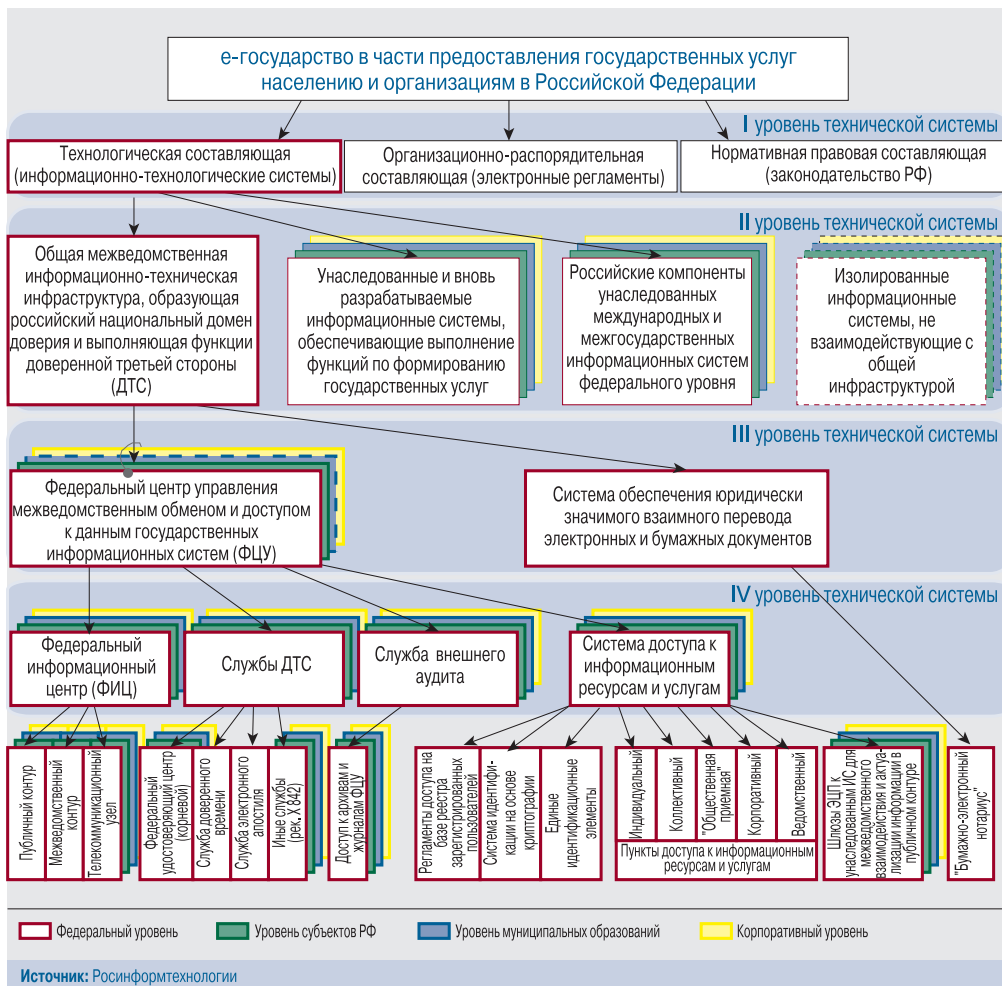 е-государство в части предоставления государственных услуг
населению и организациям в Российской Федерации
I уровень технической системы
Технологическая составляющая
(информационно-технологические системы)
Организационно-распорядительная
составляющая (электронные регламенты)
Нормативная правовая составляющая
(законодательство РФ)
II уровень технической системы
Общая межведомственная
информационно-техническая
инфраструктура, образующая
российский национальный домен
доверия и выполняющая функции
доверенной третьей стороны
(ДТС)
Унаследованные и вновь
разрабатываемые
информационные системы,
обеспечивающие выполнение
функций по формированию
государственных услуг
Российские компоненты
унаследованных
международных и
межгосударственных
информационных систем
федерального уровня
Изолированные
информационные
системы, не
взаимодействующие с
общей
инфраструктурой
III уровень технической системы
Федеральный центр управления
межведомственным обменом и доступом
к данным государственных
информационных систем (ФЦУ)
Система обеспечения юридически
значимого взаимного перевода
электронных и бумажных документов
IV уровень технической системы
Федеральный
информационный
центр (ФИЦ)
Службы ДТС
Служба внешнего
аудита
Система доступа к
информационным
ресурсам и услугам
Публичный контур
Межведомственный
контур
Телекоммуникационный
узел
Федеральный
удостоверяющий центр
(корневой)
Служба доверенного
времени
Служба электронного
апостиля
Иные службы
(рек. X 842)
Доступ к архивам и
журналам ФЦУ
Регламенты доступа на
базе реестра
зарегистрированных
пользователей
Система идентифи-
кации на основе
криптографии
Единые
идентификационные
элементы
Индивидуальный
Коллективный
"Общественная
приемная"
Корпоративный
Ведомственный
Пункты доступа к информационным
ресурсам и услугам
Шлюзы ЭЦП к
унаследованным ИС для
межведомственного
взаимодействия и актуа-
лизации информации в
публичном контуре
"Бумажно-электронный
нотариус"
Федеральный уровень
Уровень субъектов РФ
Уровень муниципальных образований
Корпоративный уровень
Источник: Росинформтехнологии